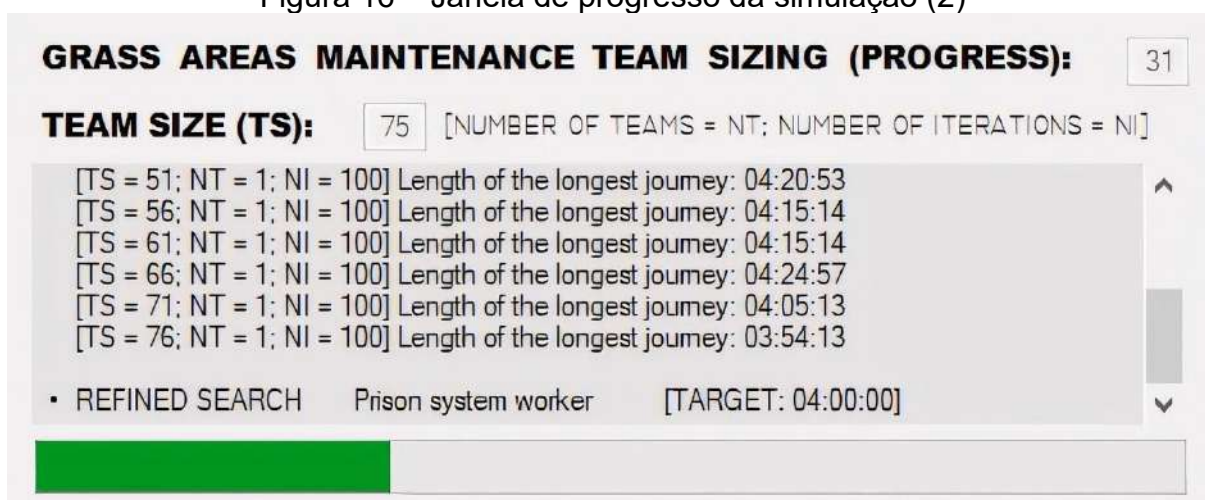 Figura 16 – Janela de progresso da simulação (2)
GRASS AREAS MAINTENANCE TEAM SIZING (PROGRESS): 31
TEAM SIZE (TS): 75 [NUMBER OF TEAMS = NT; NUMBER OF ITERATIONS = NI]
[TS = 51; NT = 1; NI = 100] Length of the longest journey: 04:20:53
[TS = 56; NT = 1; NI = 100] Length of the longest journey: 04:15:14
[TS = 61; NT = 1; NI = 100] Length of the longest journey: 04:15:14
[TS = 66; NT = 1; NI = 100] Length of the longest journey: 04:24:57
[TS = 71; NT = 1; NI = 100] Length of the longest journey: 04:05:13
[TS = 76; NT = 1; NI = 100] Length of the longest journey: 03:54:13
• REFINED SEARCH Prison system worker [TARGET: 04:00:00]